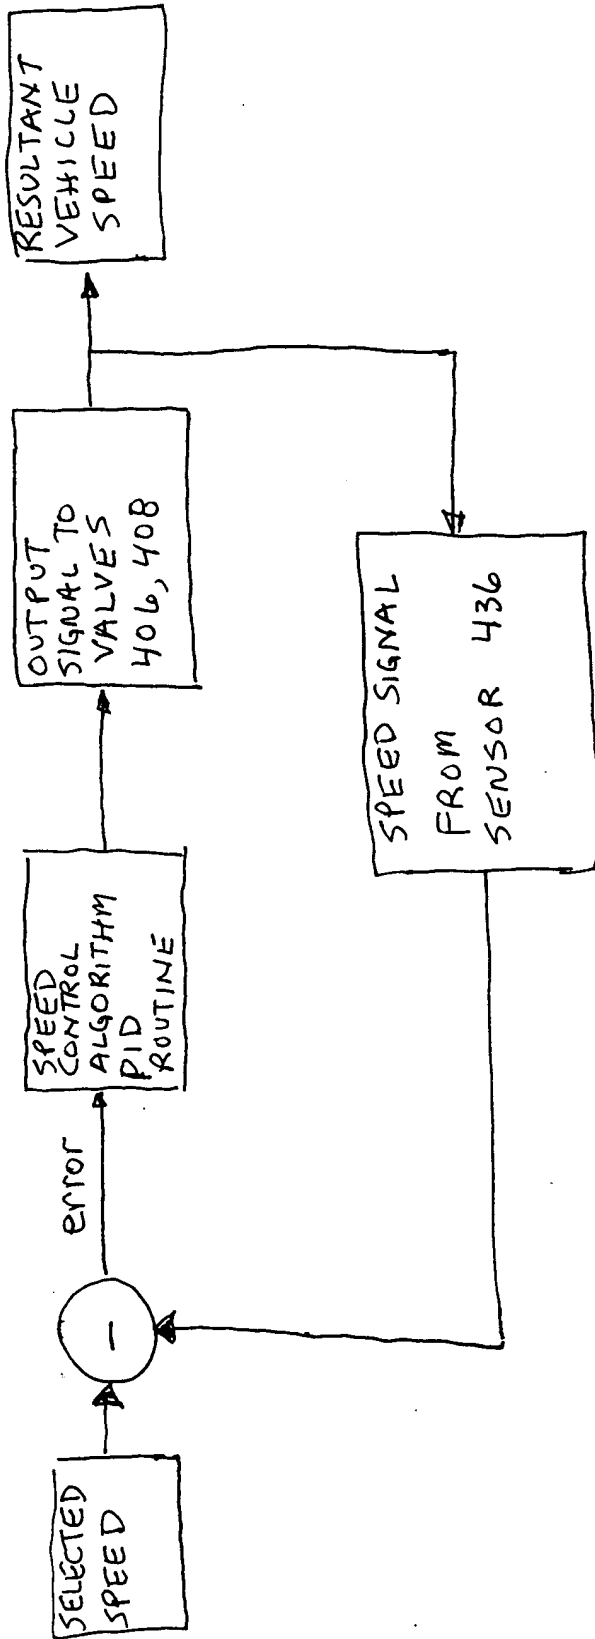 SELECTED
SPEED
-
error
SPEED
CONTROL
ALGORITHM
PID
ROUTINE
OUTPUT
SIGNAL TO
VALVES
406, 408
RESULTANT
VEHICLE
SPEED
SPEED SIGNAL
FROM
SENSOR 436